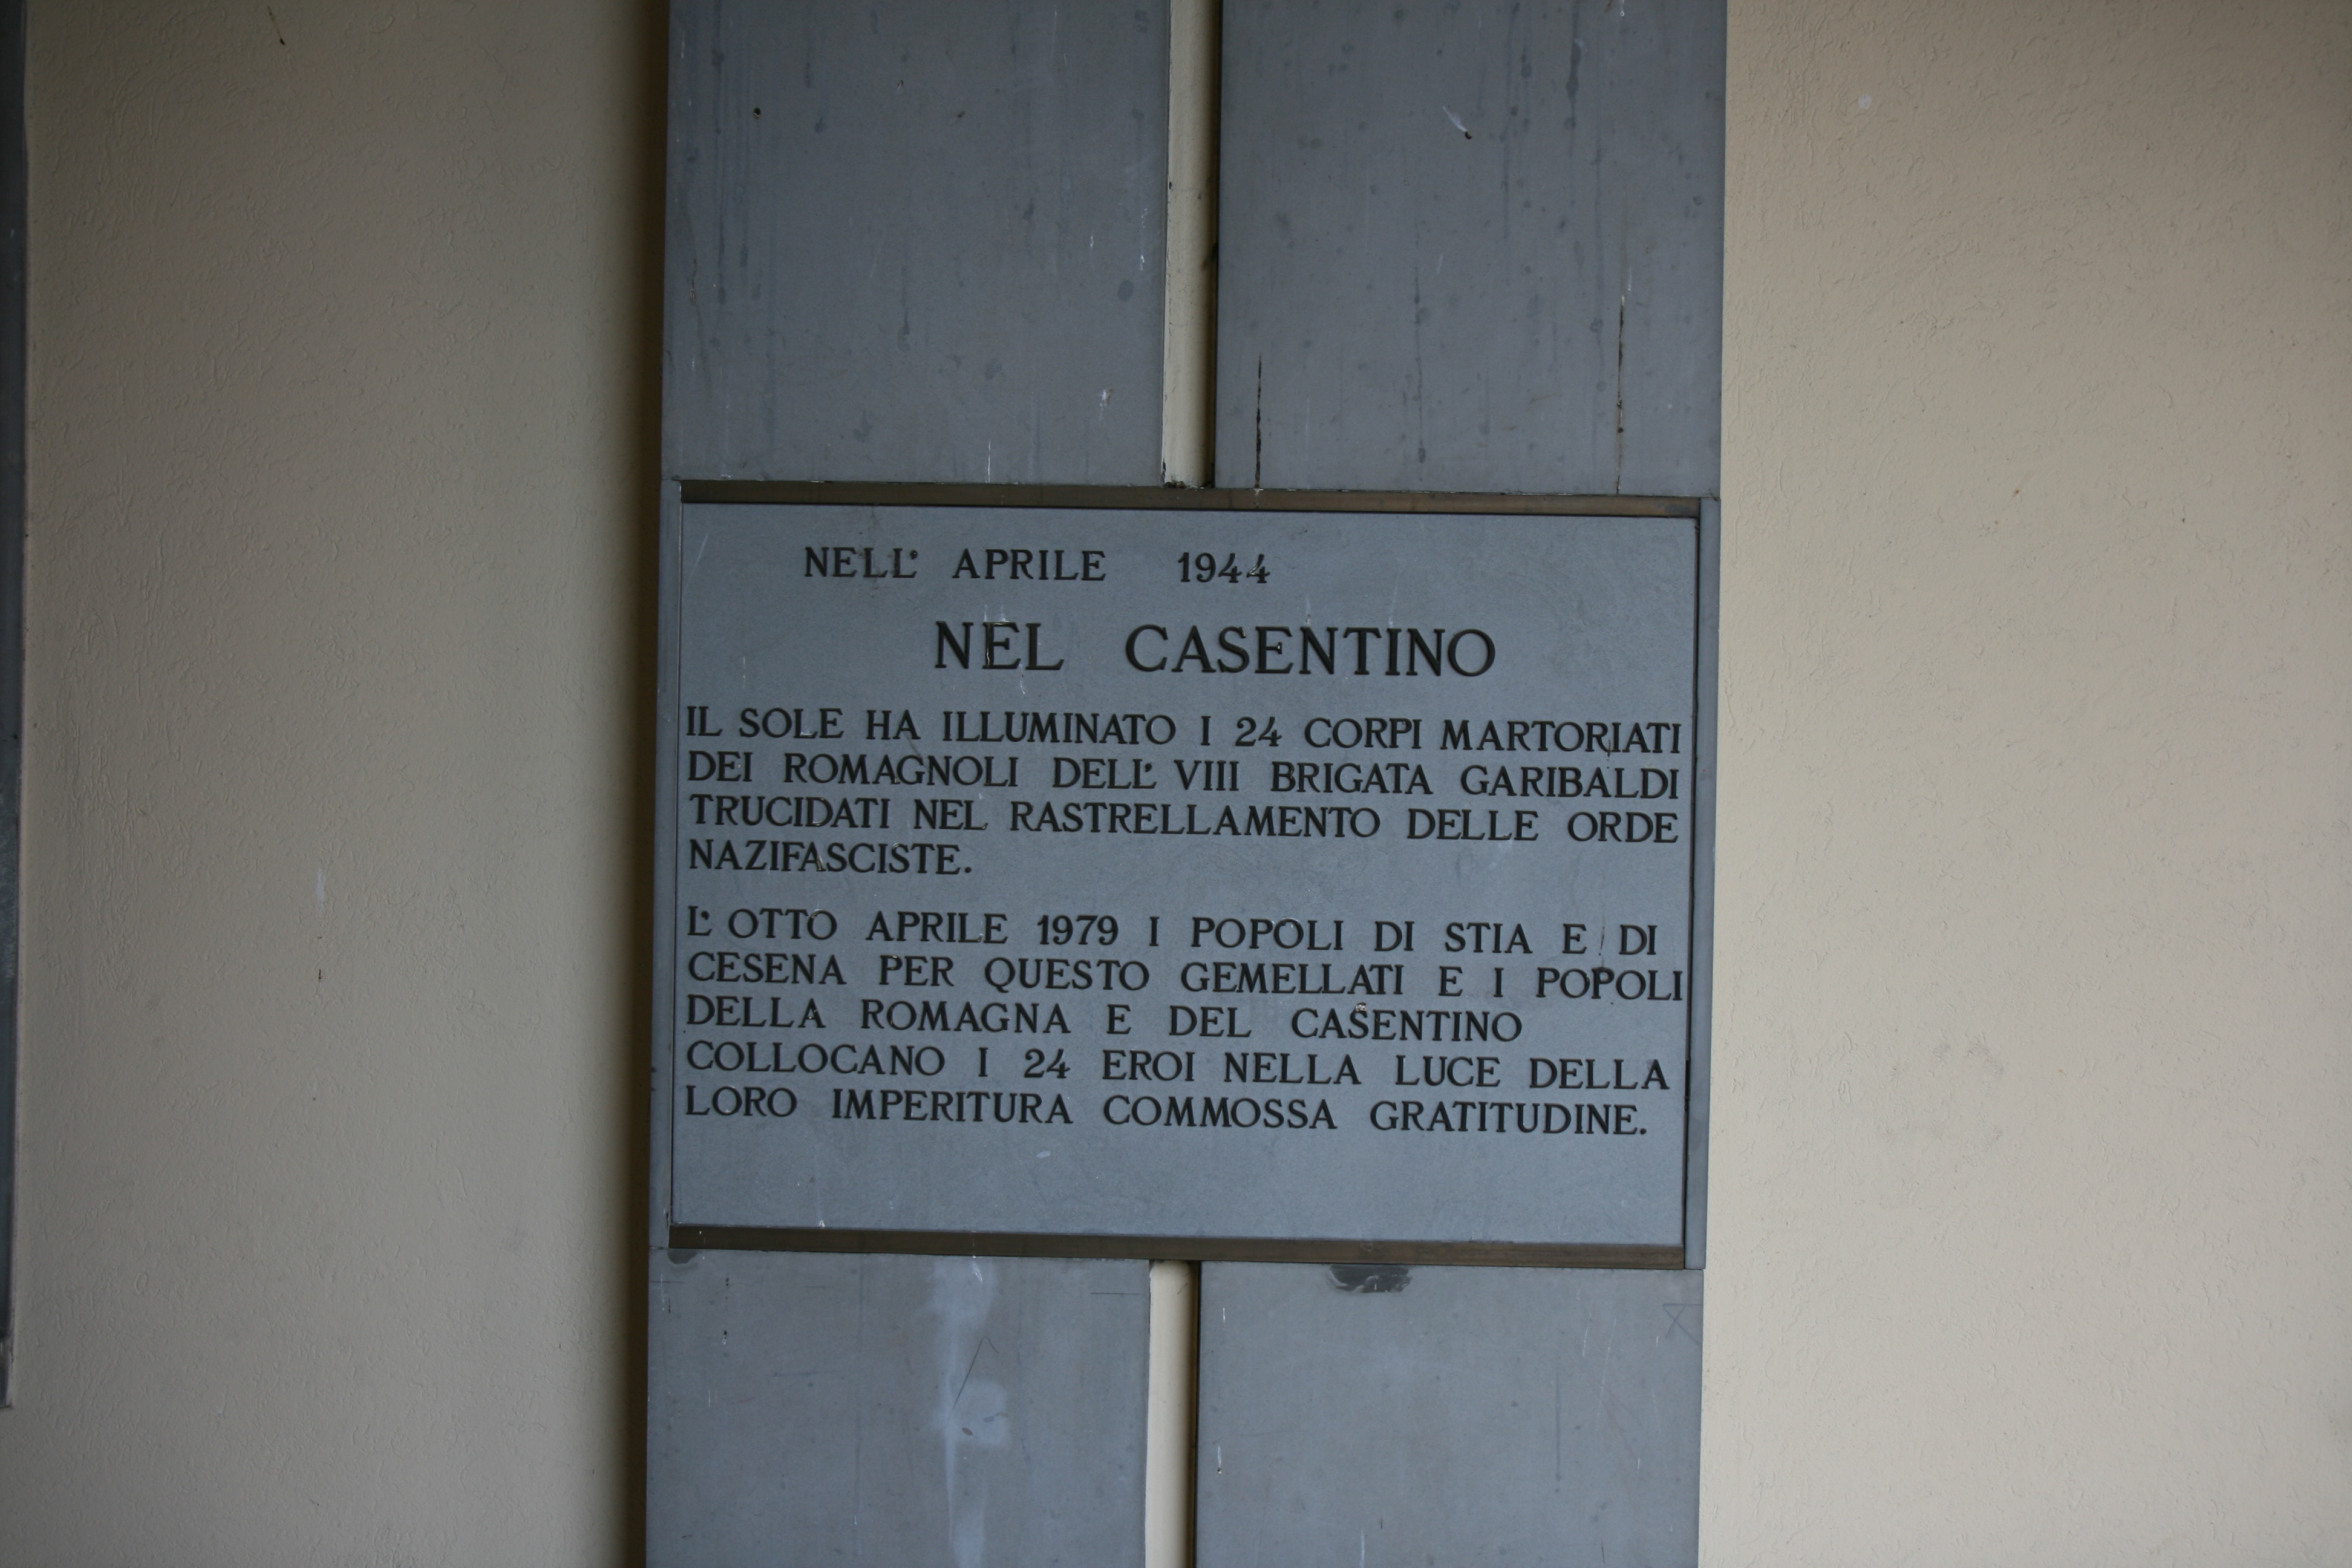 NELL' APRILE 1944
NEL CASENTINO
IL SOLE HA ILLUMINATO I 24 CORPI MARTORIATI
DEI ROMAGNOLI DELL' VIII BRIGATA GARIBALDI
TRUCIDATI NEL RASTRELLAMENTO DELLE ORDE
NAZIFASCISTE.
L' OTTO APRILE 1979 I POPOLI DI STIA E DI
CESENA PER QUESTO GEMELLATI E I POPOLI
DELLA ROMAGNA E DEL CASENTINO
COLLOCANO I 24 EROI NELLA LUCE DELLA
LORO IMPERITURA COMMOSSA GRATITUDINE.